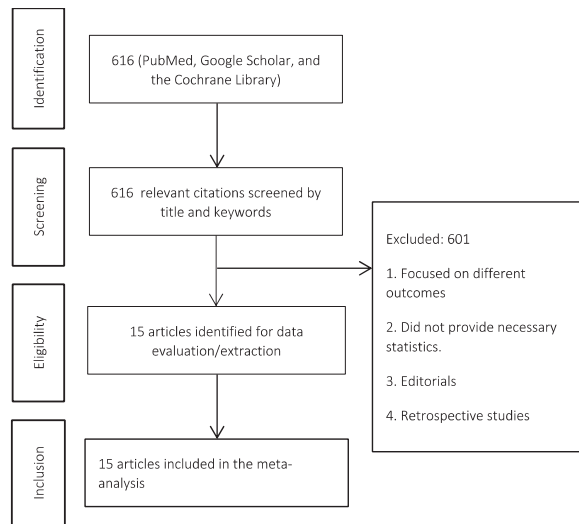 Identification
616 (PubMed, Google Scholar, and
the Cochrane Library)
Screening
616 relevant citations screened by
title and keywords
Excluded: 601
1. Focused on different
outcomes
2. Did not provide necessary
statistics.
3. Editorials
4. Retrospective studies
Eligibility
15 articles identified for data
evaluation/extraction
Inclusion
15 articles included in the meta-
analysis